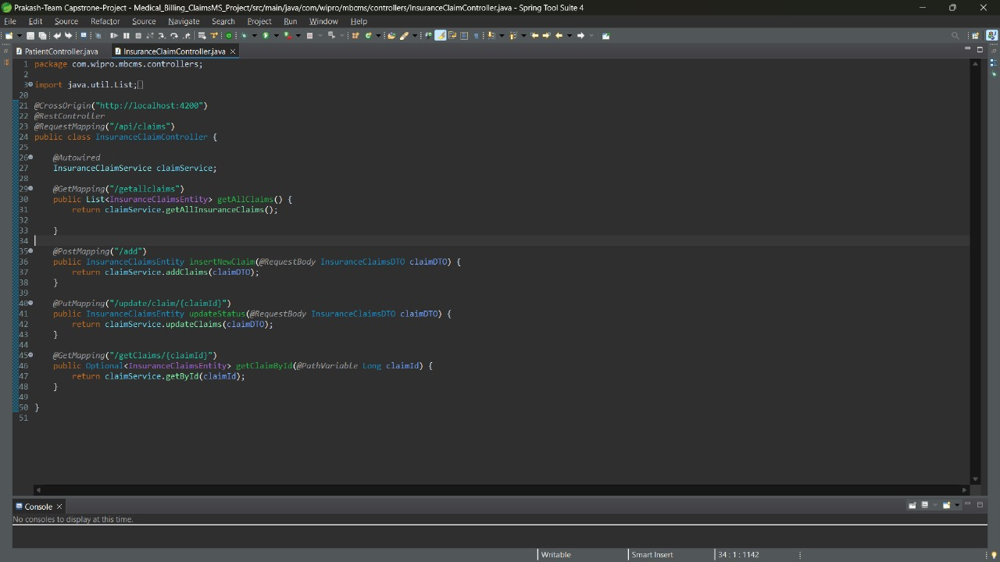 Prakash-Team Capstrone-Project - Medical_Billing_ClaimsMS_Project/src/main/java/com/wipro/mbcms/controllers/InsuranceClaimController.java - Spring Tool Suite 4
File Edit Source Refactor Source Navigate Search Project Run Window Help
PatientController.java InsuranceClaimController.java
1 package com.wipro.mbcms.controllers;
2
3 import java.util.List;
20
21 @CrossOrigin("http://localhost:4200")
22 @RestController
23 @RequestMapping("/api/claims")
24 public class InsuranceClaimController {
25
26 @Autowired
27 InsuranceClaimService claimService;
28
29 @GetMapping("/getallclaims")
30 public List<InsuranceClaimsEntity> getAllClaims() {
31 return claimService.getAllInsuranceClaims();
32
33 }
34
35 @PostMapping("/add")
36 public InsuranceClaimsEntity insertNewClaim(@RequestBody InsuranceClaimsDTO claimDTO) {
37 return claimService.addClaims(claimDTO);
38 }
39
40 @PutMapping("/update/claim/{claimId}")
41 public InsuranceClaimsEntity updateStatus(@RequestBody InsuranceClaimsDTO claimDTO) {
42 return claimService.updateClaims(claimDTO);
43 }
44
45 @GetMapping("/getClaims/{claimId}")
46 public Optional<InsuranceClaimsEntity> getClaimById(@PathVariable Long claimId) {
47 return claimService.getById(claimId);
48 }
49
50 }
51
Console
No consoles to display at this time.
Writable Smart Insert 34 : 1 : 1142